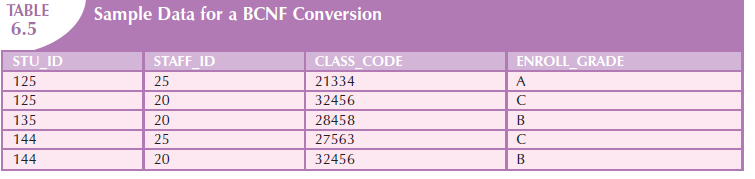 TABLE
6.5
Sample Data for a BCNF Conversion
STU_ID STAFF_ID CLASS_CODE ENROLL_GRADE
125 25 21334 A
125 20 32456 C
135 20 28458 B
144 25 27563 C
144 20 32456 B